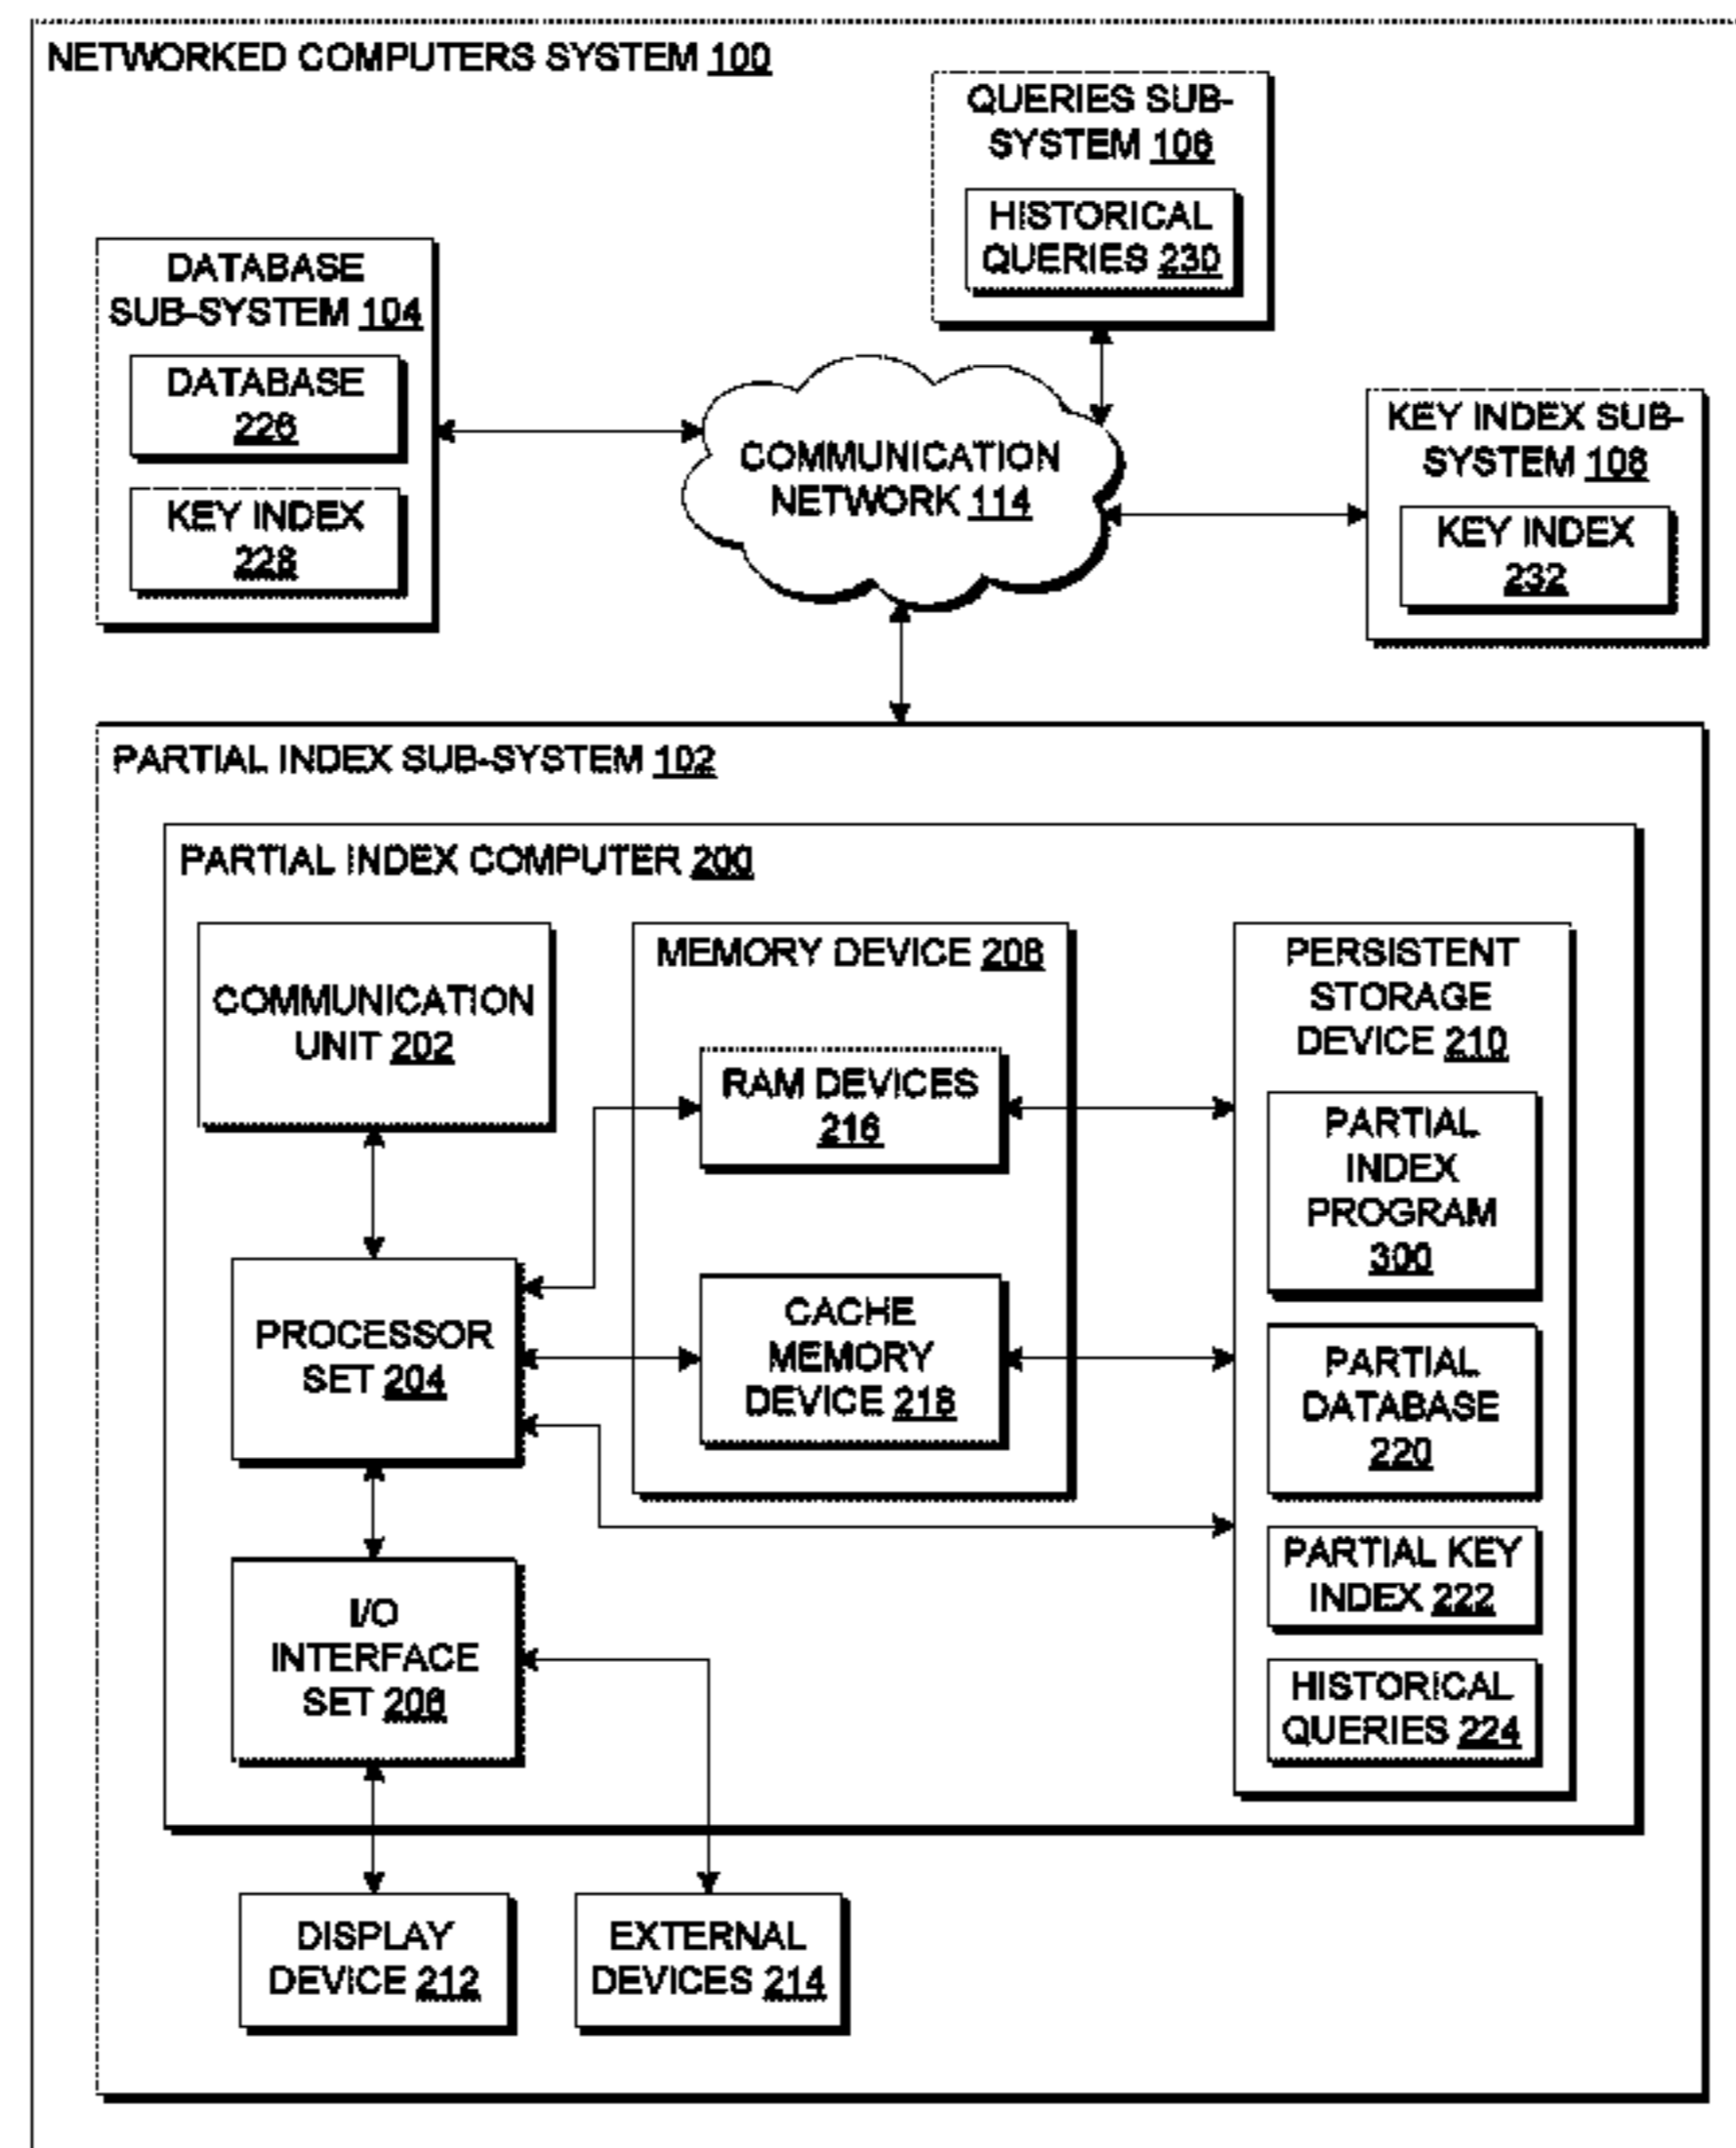 NETWORKED COMPUTERS SYSTEM 100
QUERIES SUB-
SYSTEM 106
HISTORICAL
QUERIES 230
DATABASE
SUB-SYSTEM 104
DATABASE
226
KEY INDEX
228
COMMUNICATION
NETWORK 114
KEY INDEX SUB-
SYSTEM 108
KEY INDEX
232
PARTIAL INDEX SUB-SYSTEM 102
PARTIAL INDEX COMPUTER 200
COMMUNICATION
UNIT 202
MEMORY DEVICE 208
RAM DEVICES
216
CACHE
MEMORY
DEVICE 218
PROCESSOR
SET 204
I/O
INTERFACE
SET 206
PERSISTENT
STORAGE
DEVICE 210
PARTIAL
INDEX
PROGRAM
300
PARTIAL
DATABASE
220
PARTIAL KEY
INDEX 222
HISTORICAL
QUERIES 224
DISPLAY
DEVICE 212
EXTERNAL
DEVICES 214